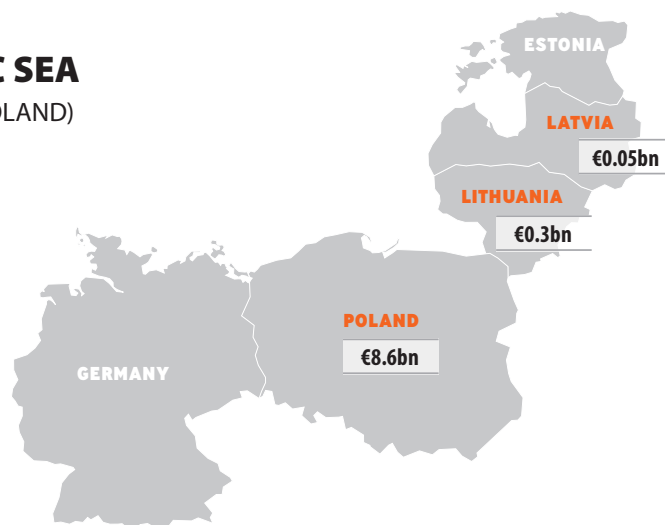 C SEA
OLAND)
ESTONIA
LATVIA
€0.05bn
LITHUANIA
€0.3bn
POLAND
€8.6bn
GERMANY